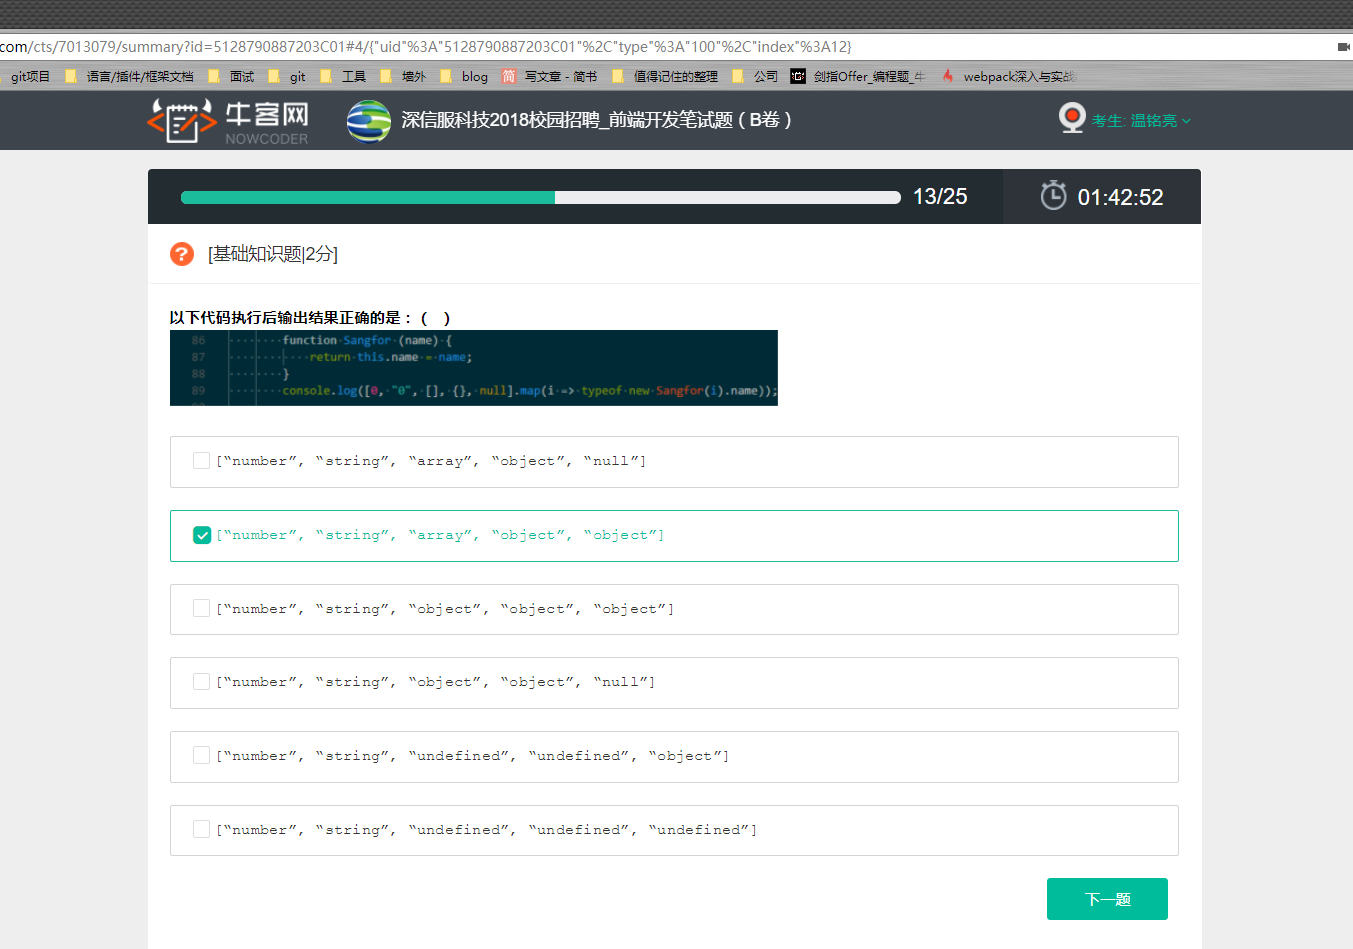 com/cts/7013079/summary?id=5128790887203C01#4/{"uid"%3A"5128790887203C01"%2C"type"%3A"100"%2C"index"%3A12}
git项目 语言/插件/框架文档 面试 git 工具 墙外 blog 简 写文章 - 简书 值得记住的整理 公司 剑指Offer_编程题_牛 webpack深入与实战
牛客网
NOWCODER
深信服科技2018校园招聘_前端开发笔试题（B卷）
考生: 温铭亮
13/25
01:42:52
? [基础知识题|2分]
以下代码执行后输出结果正确的是：（ ）
86 function Sangfor (name) {
87 return this.name = name;
88 }
89 console.log([0, "0", [], {}, null].map(i => typeof new Sangfor(i).name));
[“number”, “string”, “array”, “object”, “null”]
[“number”, “string”, “array”, “object”, “object”]
[“number”, “string”, “object”, “object”, “object”]
[“number”, “string”, “object”, “object”, “null”]
[“number”, “string”, “undefined”, “undefined”, “object”]
[“number”, “string”, “undefined”, “undefined”, “undefined”]
下一题